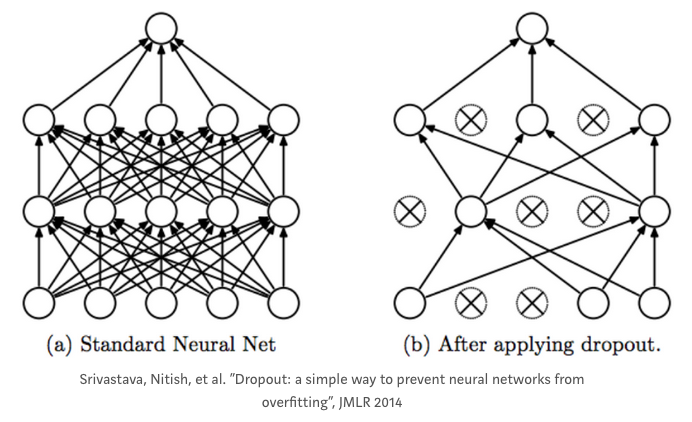 (a) Standard Neural Net
(b) After applying dropout.
Srivastava, Nitish, et al. ”Dropout: a simple way to prevent neural networks from
overfitting”, JMLR 2014